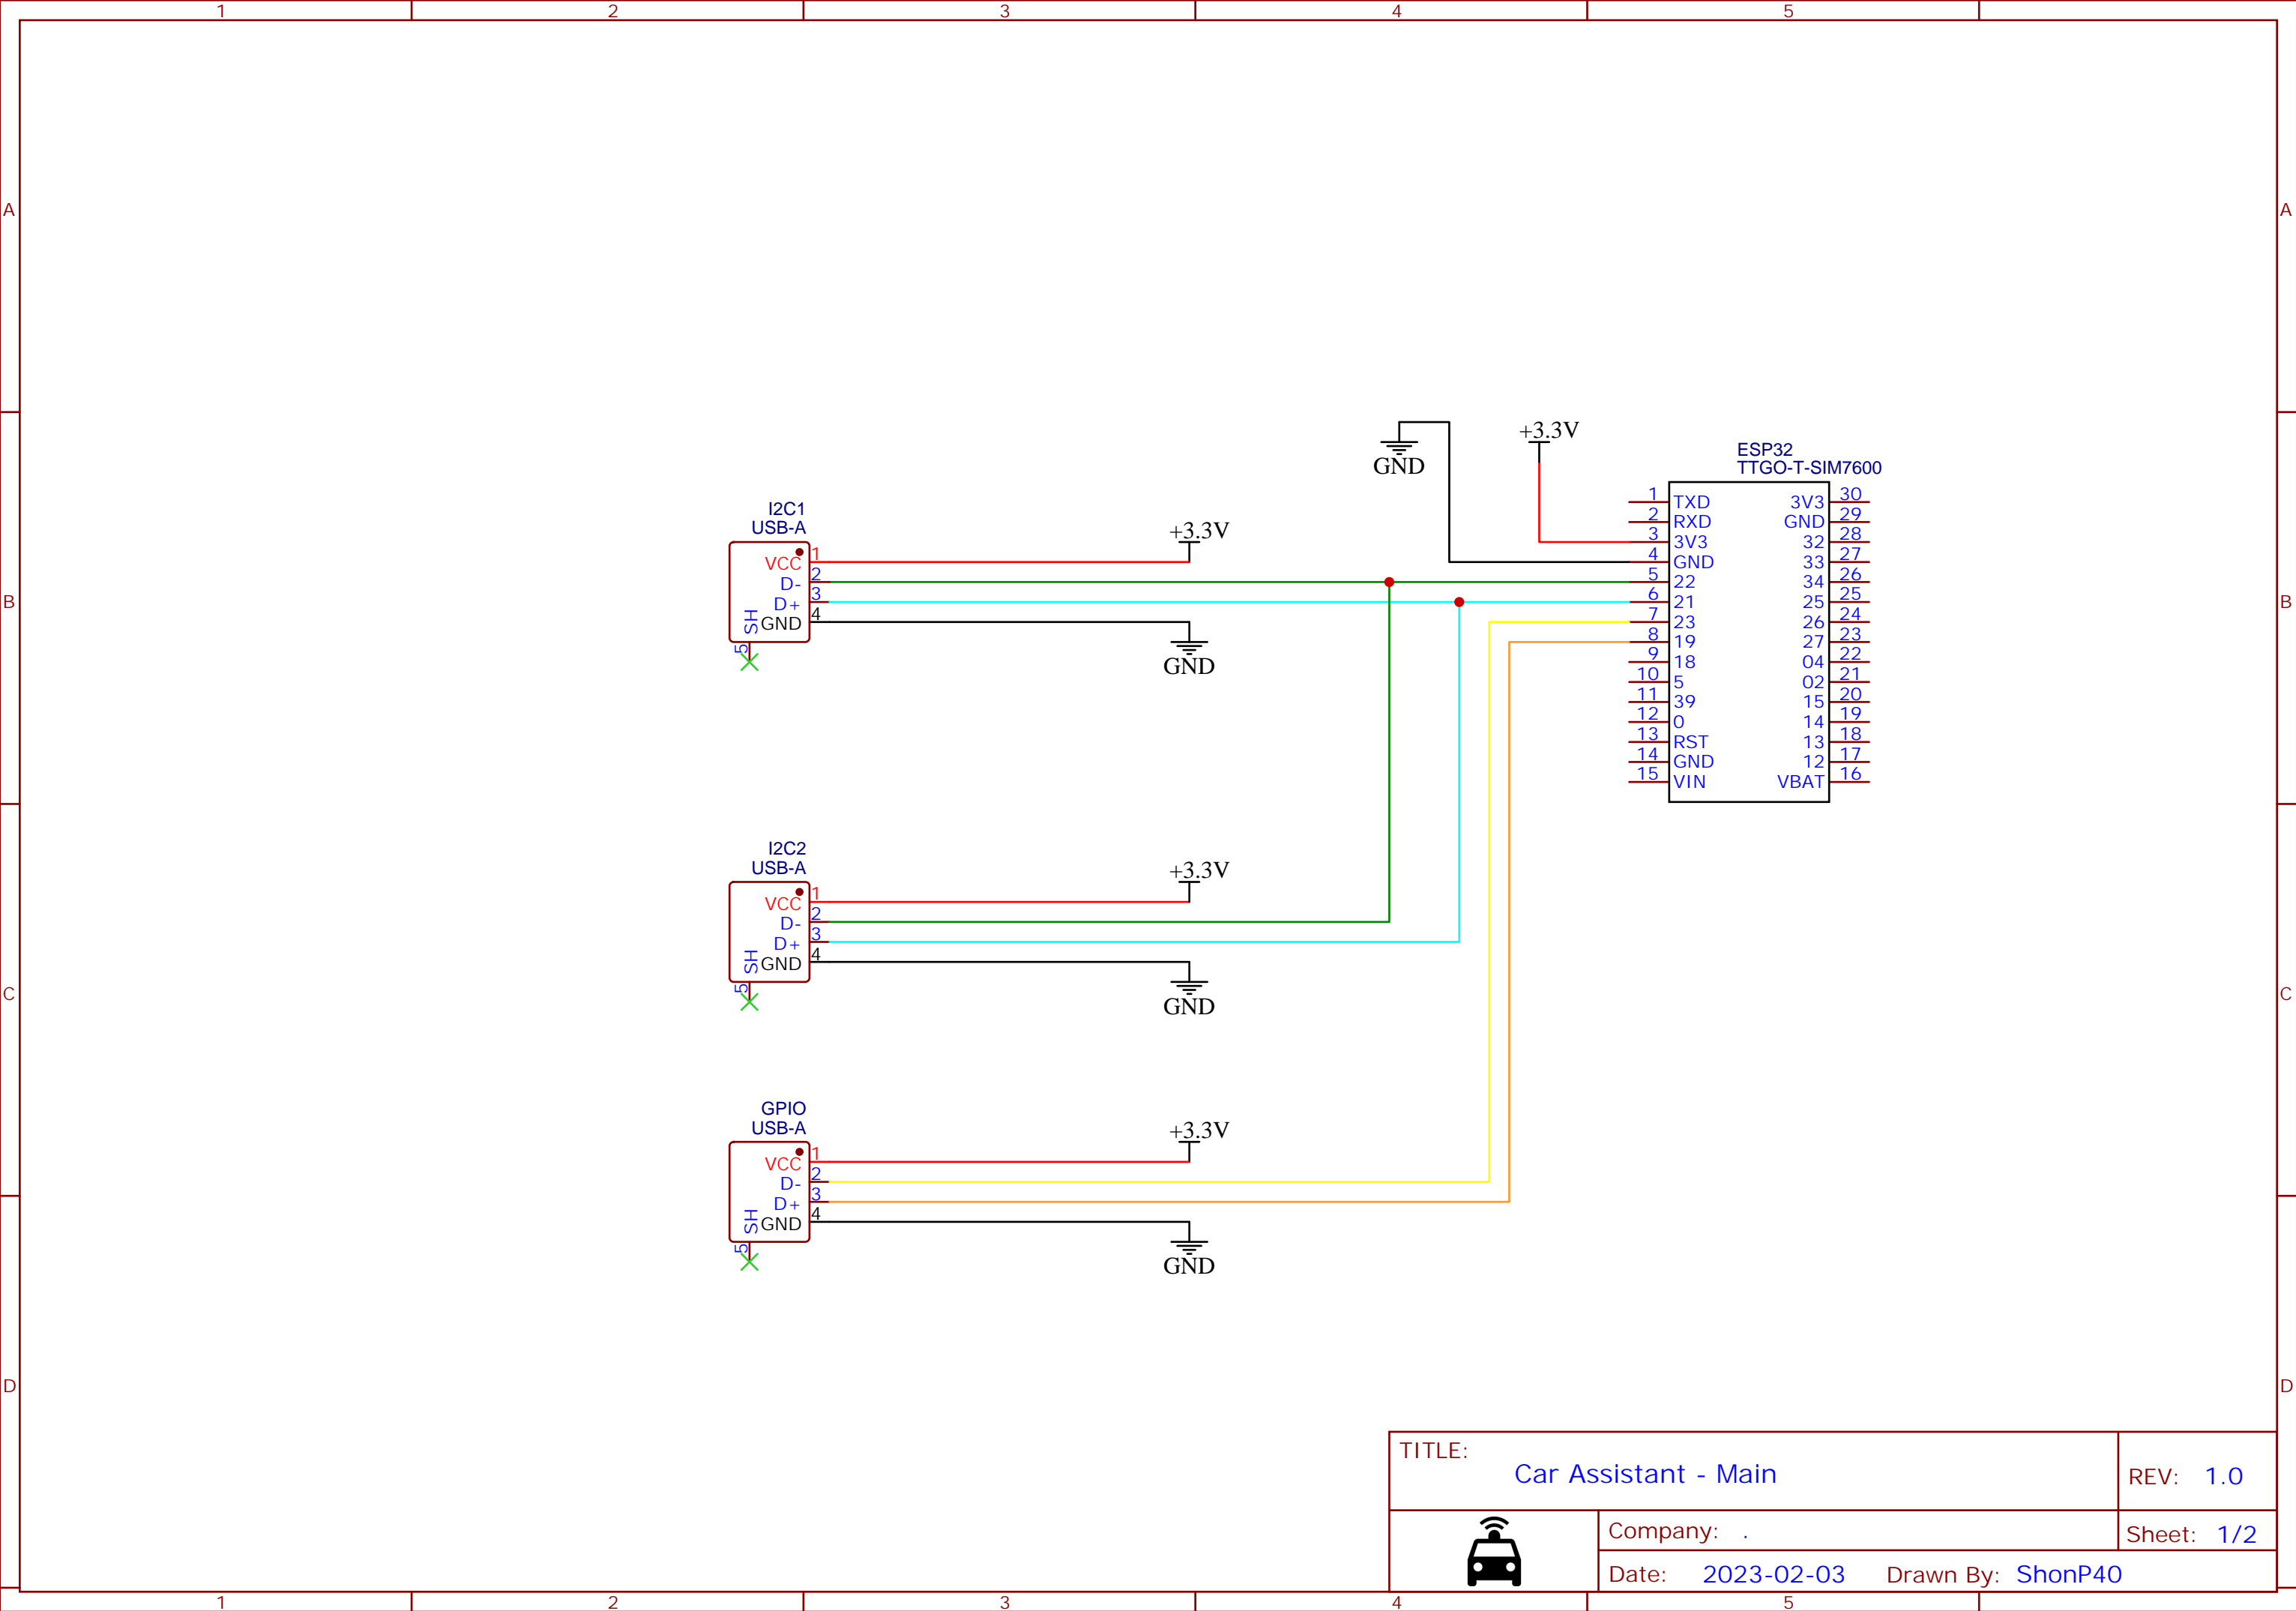 1 2 3 4 5
A A
B B
C C
D D
+3.3V
GND
ESP32
TTGO-T-SIM7600
1 TXD 3V3 30
2 RXD GND 29
3 3V3 32 28
4 GND 33 27
5 22 34 26
6 21 25 25
7 23 26 24
8 19 27 23
9 18 04 22
10 5 02 21
11 39 15 20
12 0 14 19
13 RST 13 18
14 GND 12 17
15 VIN VBAT 16
I2C1
USB-A
VCC 1
D- 2
D+ 3
GND 4
SH 5
+3.3V
GND
I2C2
USB-A
VCC 1
D- 2
D+ 3
GND 4
SH 5
+3.3V
GND
GPIO
USB-A
VCC 1
D- 2
D+ 3
GND 4
SH 5
+3.3V
GND
TITLE:
Car Assistant - Main
REV: 1.0
Company: .
Sheet: 1/2
Date: 2023-02-03 Drawn By: ShonP40
1 2 3 4 5